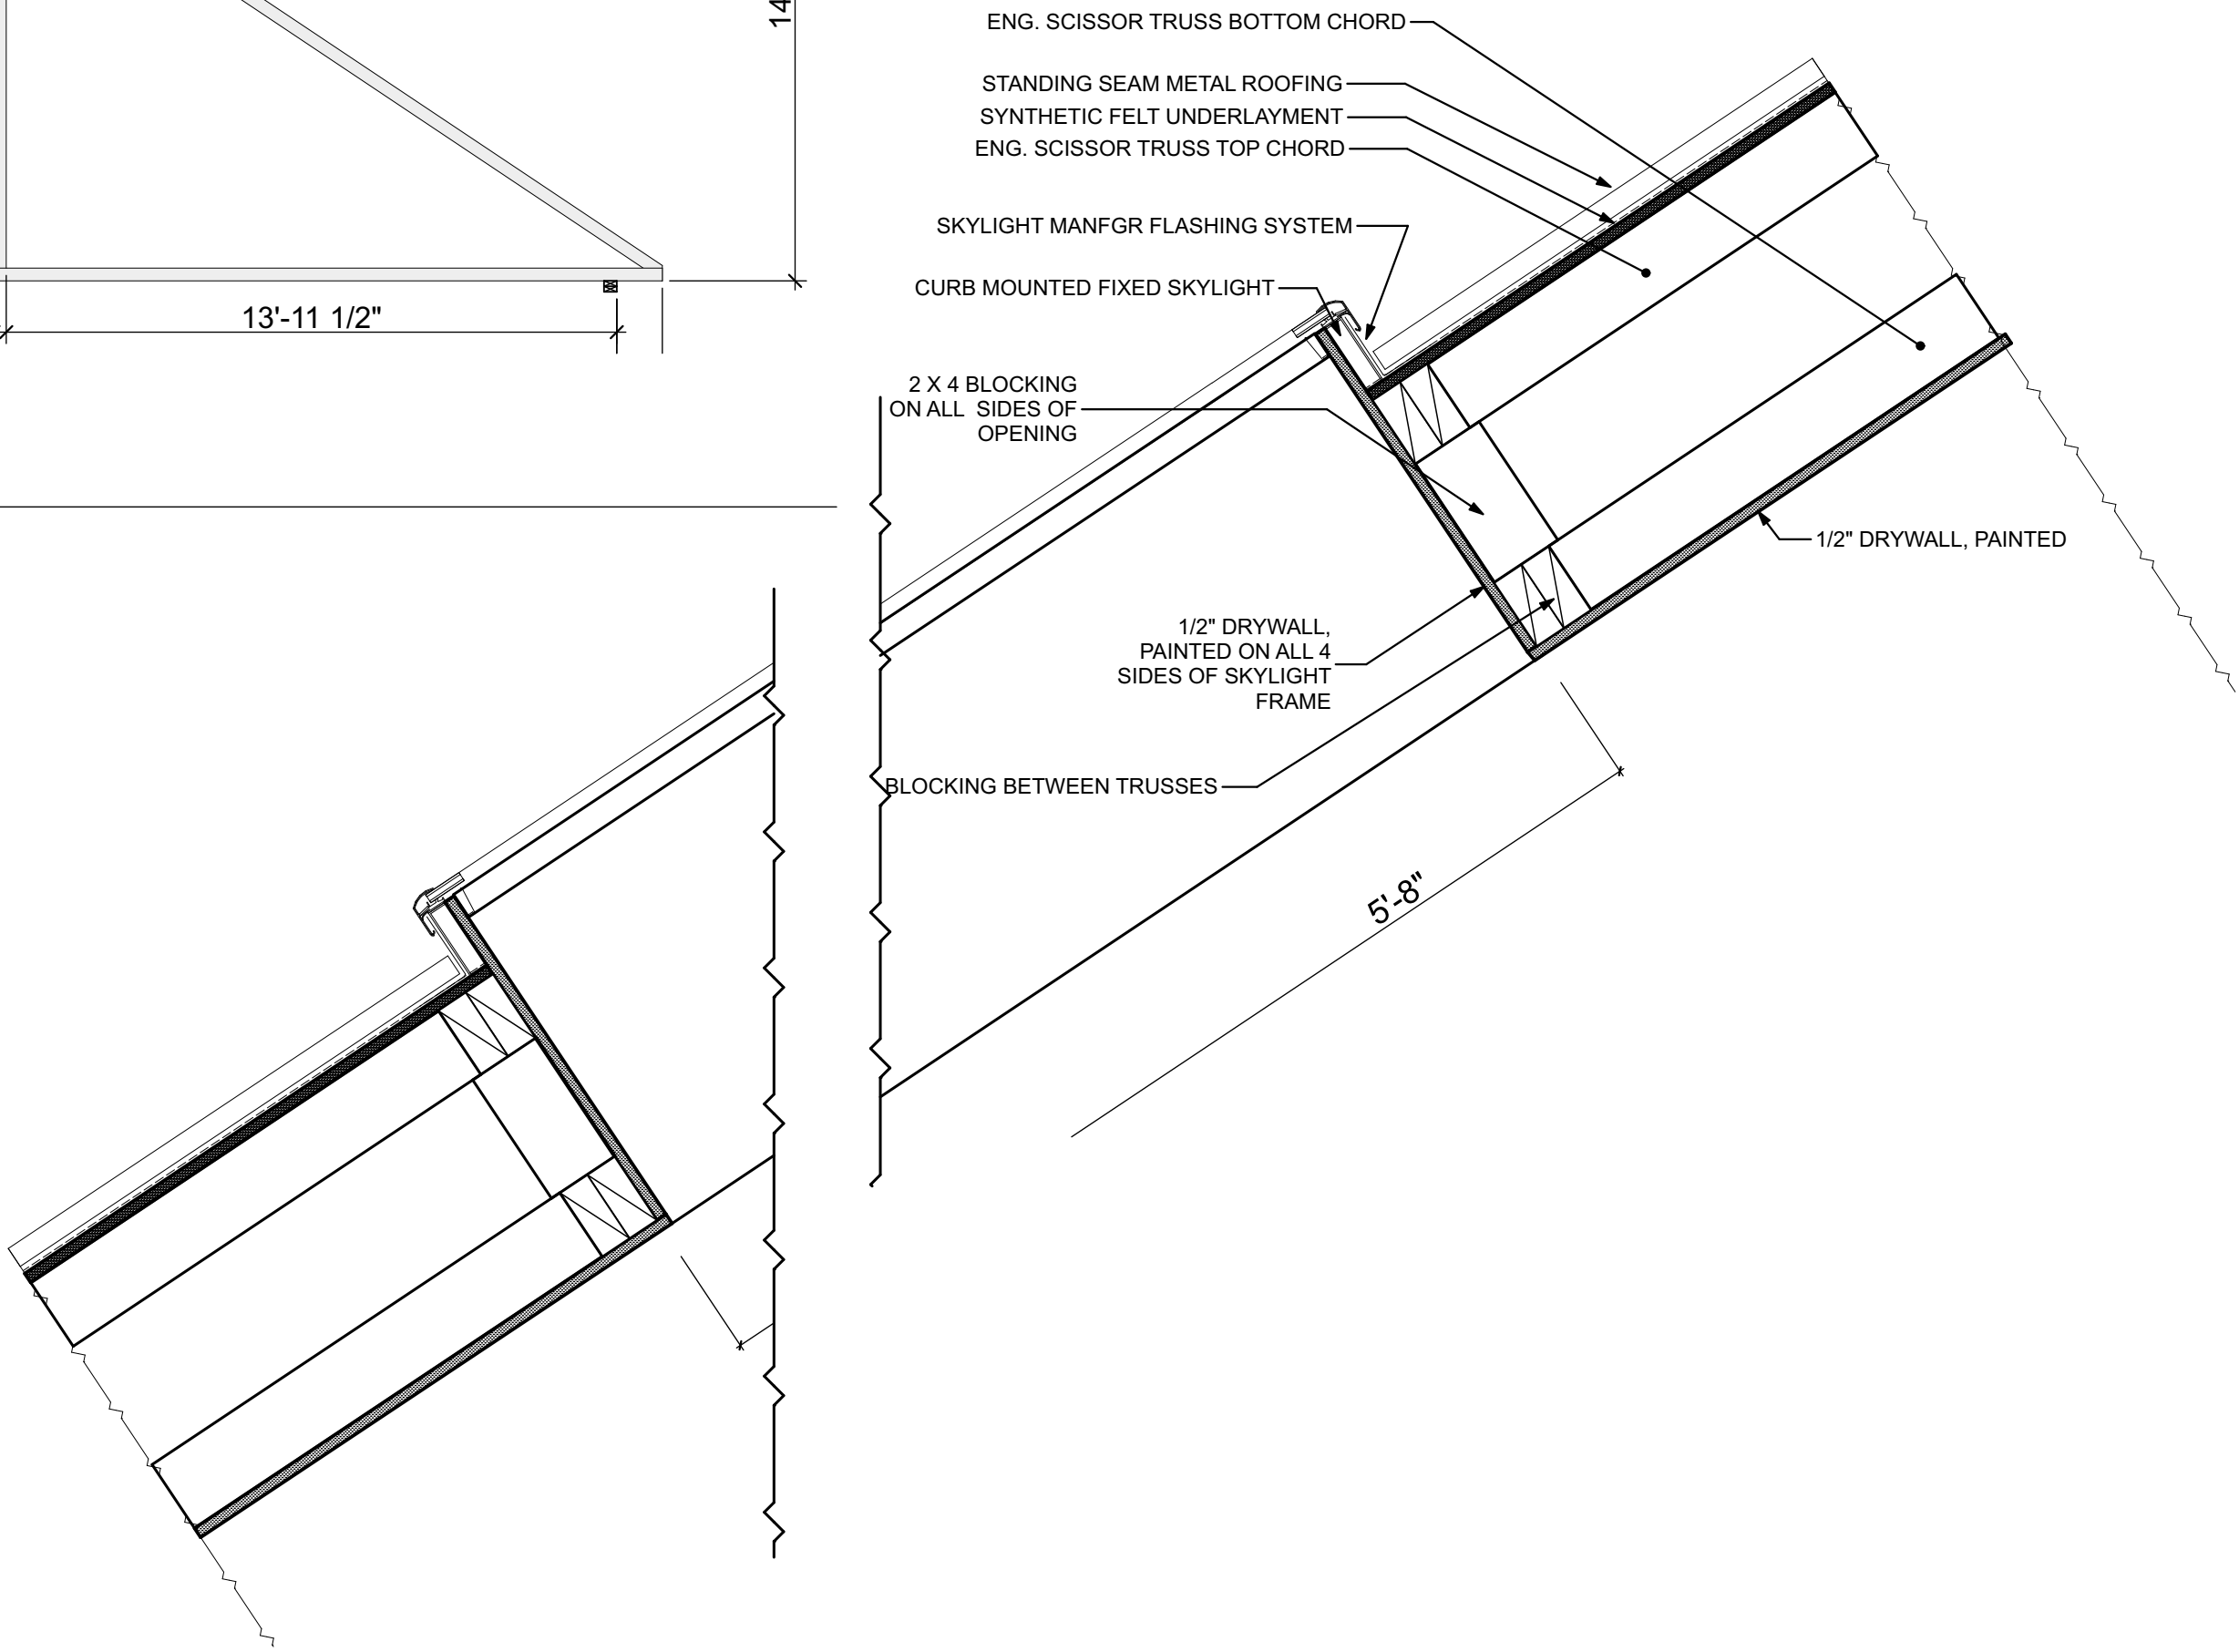 14
13'-11 1/2"
ENG. SCISSOR TRUSS BOTTOM CHORD
STANDING SEAM METAL ROOFING
SYNTHETIC FELT UNDERLAYMENT
ENG. SCISSOR TRUSS TOP CHORD
SKYLIGHT MANFGR FLASHING SYSTEM
CURB MOUNTED FIXED SKYLIGHT
2 X 4 BLOCKING
ON ALL SIDES OF
OPENING
1/2" DRYWALL, PAINTED
1/2" DRYWALL,
PAINTED ON ALL 4
SIDES OF SKYLIGHT
FRAME
BLOCKING BETWEEN TRUSSES
5'-8"